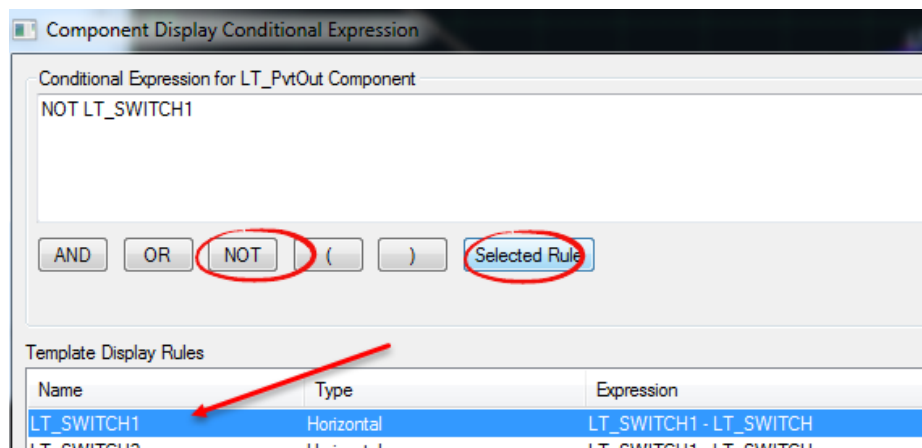 Component Display Conditional Expression
Conditional Expression for LT_PvtOut Component
NOT LT_SWITCH1
AND OR NOT ( ) Selected Rule
Template Display Rules
Name Type Expression
LT_SWITCH1 Horizontal LT_SWITCH1 - LT_SWITCH